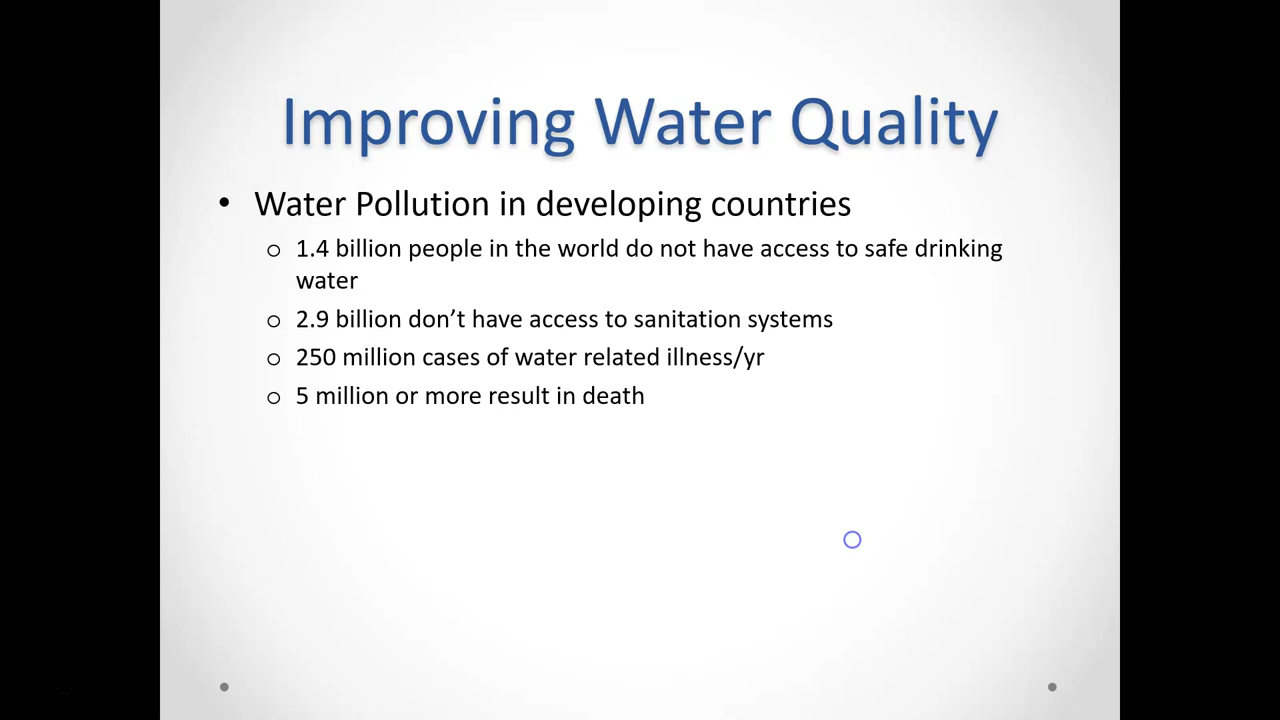 Improving Water Quality
• Water Pollution in developing countries
o 1.4 billion people in the world do not have access to safe drinking
water
o 2.9 billion don’t have access to sanitation systems
o 250 million cases of water related illness/yr
o 5 million or more result in death